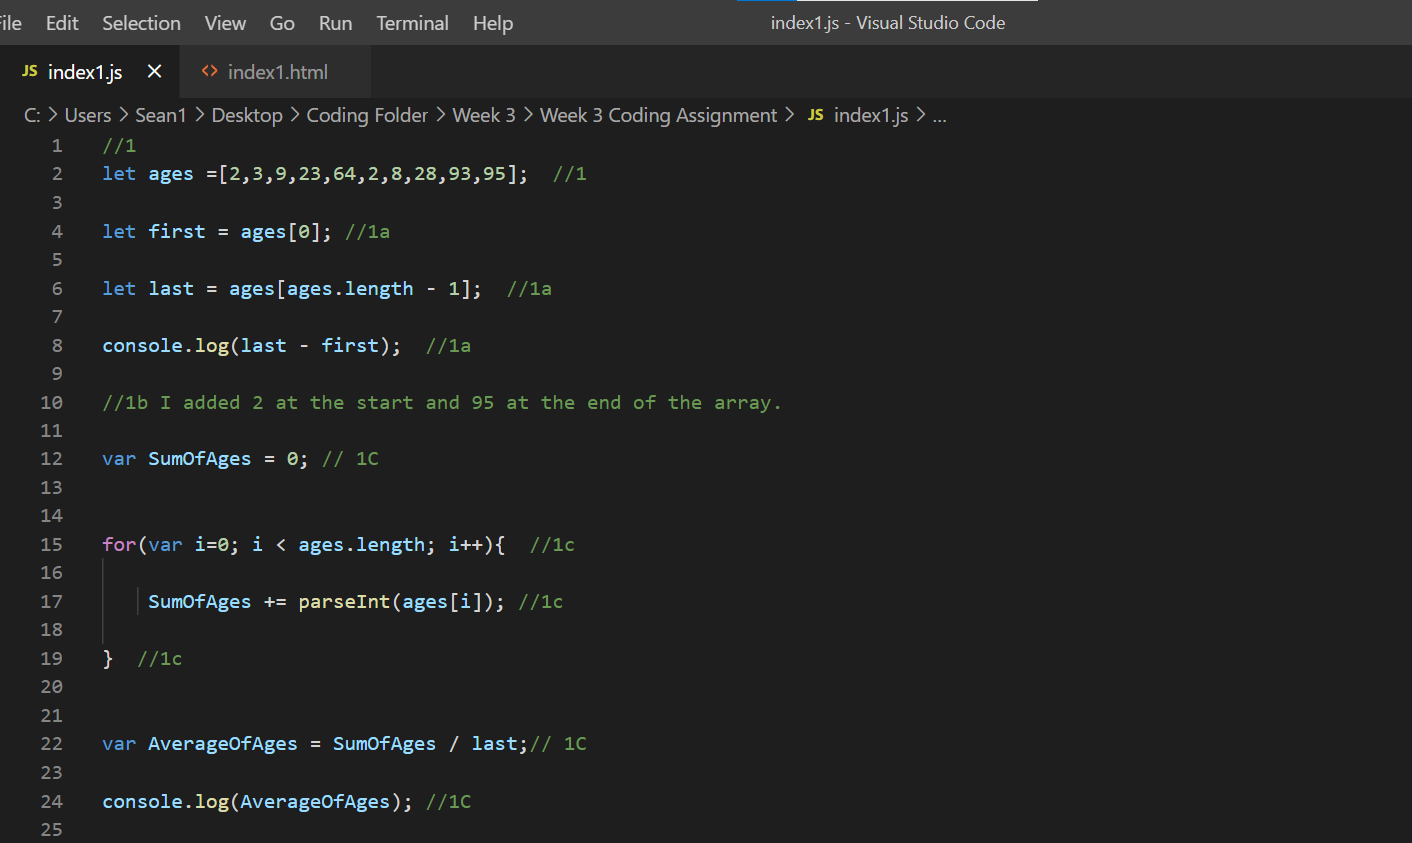 File Edit Selection View Go Run Terminal Help index1.js - Visual Studio Code
JS index1.js × <> index1.html
C: > Users > Sean1 > Desktop > Coding Folder > Week 3 > Week 3 Coding Assignment > JS index1.js > ...
1 //1
2 let ages =[2,3,9,23,64,2,8,28,93,95];  //1
3
4 let first = ages[0]; //1a
5
6 let last = ages[ages.length - 1];  //1a
7
8 console.log(last - first);  //1a
9
10 //1b I added 2 at the start and 95 at the end of the array.
11
12 var SumOfAges = 0; // 1C
13
14
15 for(var i=0; i < ages.length; i++){  //1c
16
17     SumOfAges += parseInt(ages[i]); //1c
18
19 }  //1c
20
21
22 var AverageOfAges = SumOfAges / last;// 1C
23
24 console.log(AverageOfAges); //1C
25